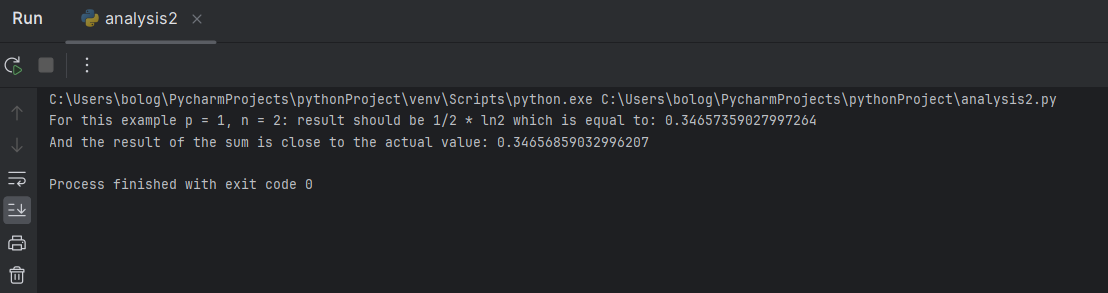 Run analysis2
C:\Users\bolog\PycharmProjects\pythonProject\venv\Scripts\python.exe C:\Users\bolog\PycharmProjects\pythonProject\analysis2.py
For this example p = 1, n = 2: result should be 1/2 * ln2 which is equal to: 0.34657359027997264
And the result of the sum is close to the actual value: 0.34656859032996207
Process finished with exit code 0